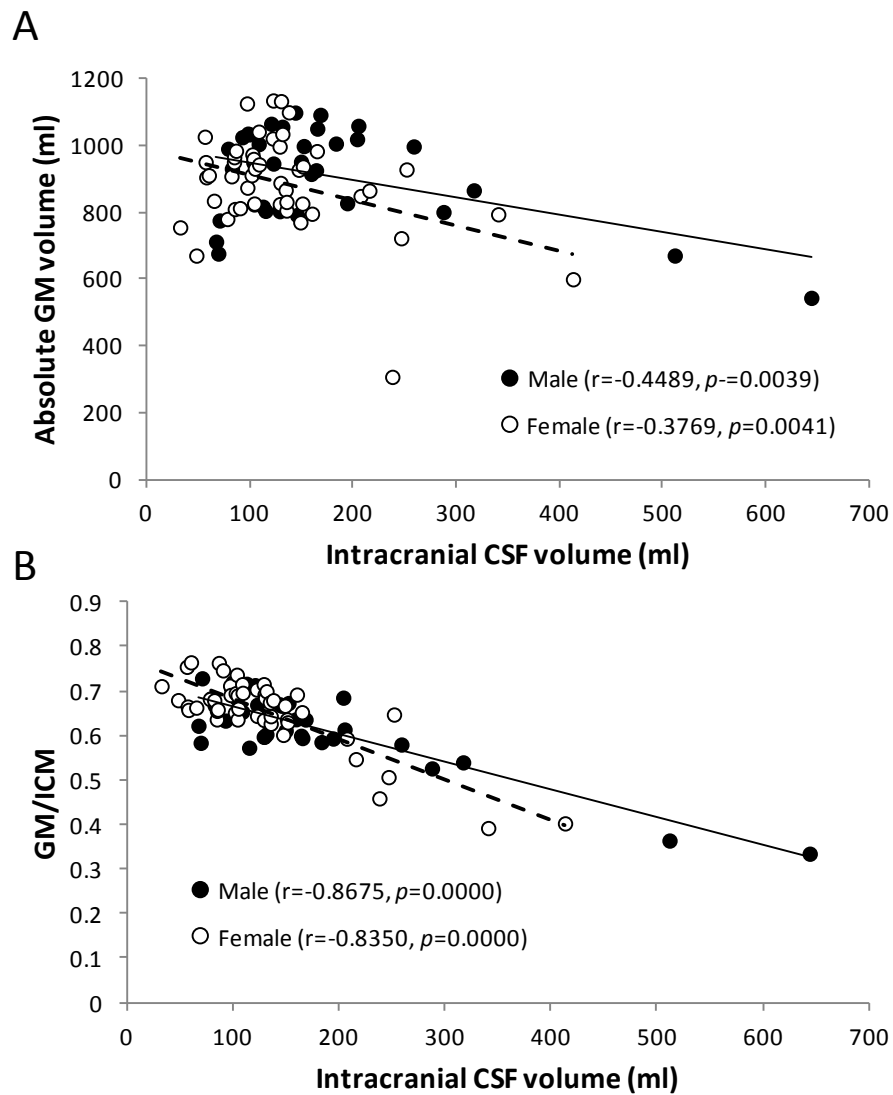 A
1200
1000
800
600
400
200
0
Absolute GM volume (ml)
Male (r=-0.4489, p-=0.0039)
Female (r=-0.3769, p=0.0041)
0 100 200 300 400 500 600 700
Intracranial CSF volume (ml)
B
0.9
0.8
0.7
0.6
0.5
0.4
0.3
0.2
0.1
0
GM/ICM
Male (r=-0.8675, p=0.0000)
Female (r=-0.8350, p=0.0000)
0 100 200 300 400 500 600 700
Intracranial CSF volume (ml)